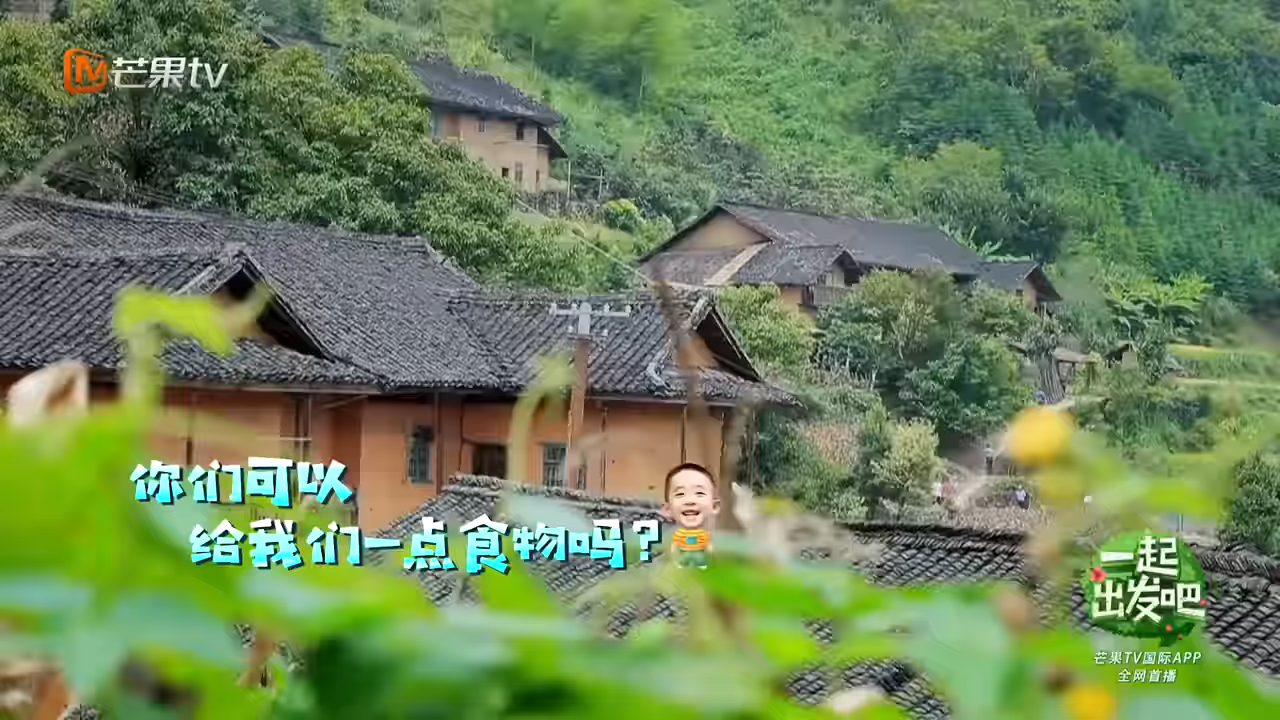 芒果tv
你们可以
给我们一点食物吗?
一起
出发吧
芒果TV国际APP
全网首播